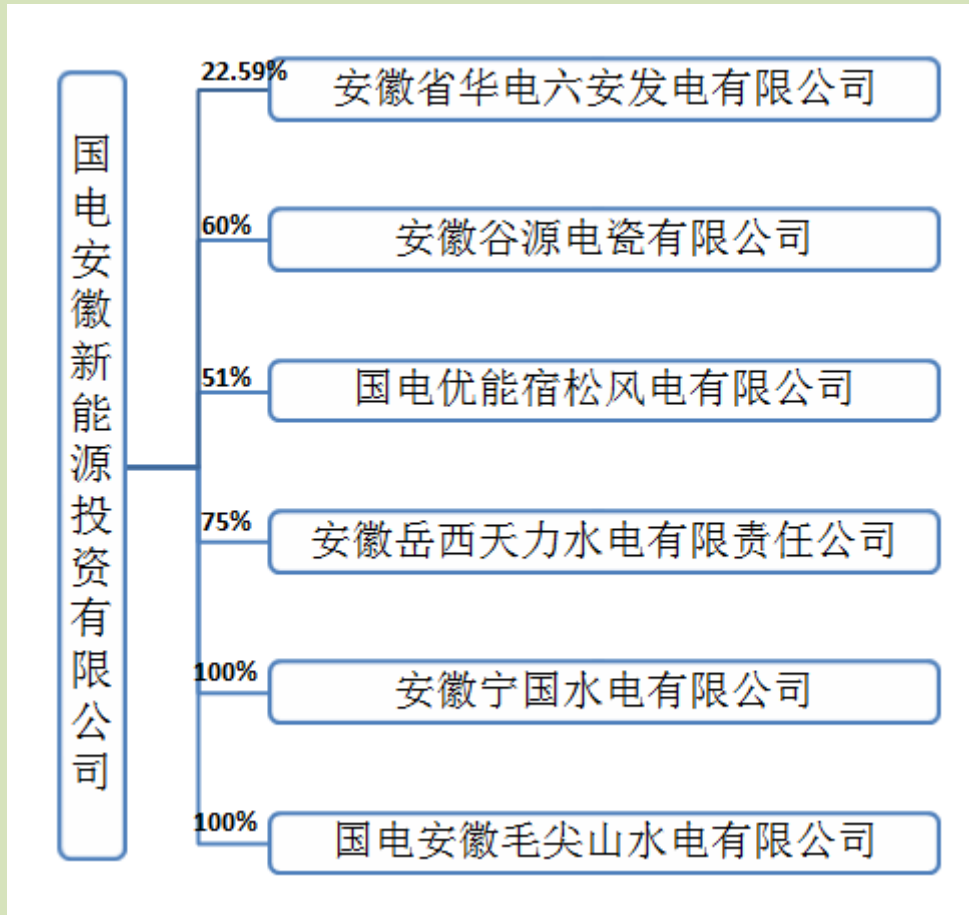 国电安徽新能源投资有限公司
22.59%
安徽省华电六安发电有限公司
60%
安徽谷源电瓷有限公司
51%
国电优能宿松风电有限公司
75%
安徽岳西天力水电有限责任公司
100%
安徽宁国水电有限公司
100%
国电安徽毛尖山水电有限公司